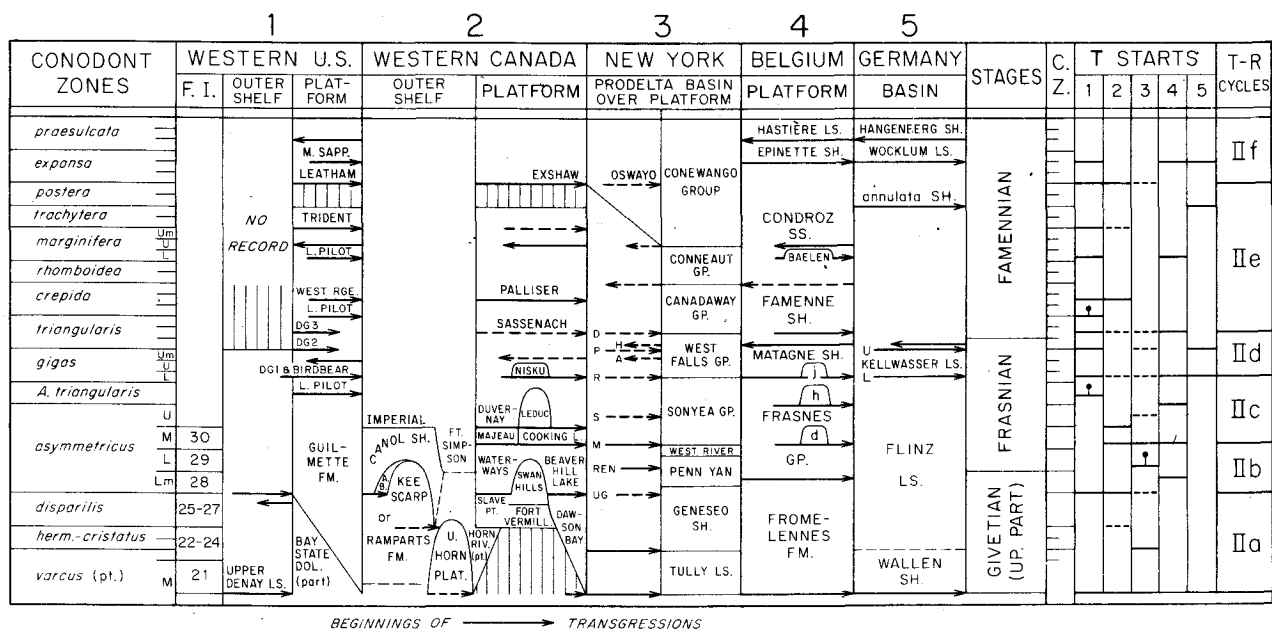 1 2 3 4 5
CONODONT ZONES
WESTERN U.S.
F. I.
OUTER SHELF
PLAT-FORM
WESTERN CANADA
OUTER SHELF
PLATFORM
NEW YORK
PRODELTA BASIN OVER PLATFORM
BELGIUM
PLATFORM
GERMANY
BASIN
STAGES
C. Z.
T STARTS
1 2 3 4 5
T-R CYCLES
praesulcata
expansa
postera
trachytera
marginifera
Um
U
L
rhomboidea
crepida
triangularis
gigas
Um
U
L
A. triangularis
asymmetricus
U
M
L
Lm
disparilis
herm.-cristatus
varcus (pt.)
M
30
29
28
25-27
22-24
21
NO RECORD
UPPER DENAY LS.
M. SAPP.
LEATHAM
TRIDENT
L. PILOT
WEST RGE.
L. PILOT
DG3
DG2
DG1 & BIRDBEAR
L. PILOT
GUIL-METTE FM.
BAY STATE DOL. (part)
IMPERIAL
CANOL SH.
A.B.
KEE SCARP
or
RAMPARTS FM.
FT. SIMP-SON
U. HORN PLAT.
HORN RIV. (pt)
EXSHAW
PALLISER
SASSENACH
NISKU
DUVER-NAY
LEDUC
MAJEAU
COOKING L.
WATER-WAYS
SWAN HILLS
BEAVER HILL LAKE
SLAVE PT.
FORT VERMILL.
DAW-SON BAY
OSWAYO
D
H
P
A
R
S
M
REN
UG
CONEWANGO GROUP
CONNEAUT GP.
CANADAWAY GP.
WEST FALLS GP.
SONYEA GP.
WEST RIVER
PENN YAN
GENESEO SH.
TULLY LS.
HASTIÈRE LS.
EPINETTE SH.
CONDROZ SS.
BAELEN
FAMENNE SH.
MATAGNE SH.
j
h
FRASNES
d
GP.
FROME-LENNES FM.
HANGENBERG SH.
WOCKLUM LS.
annulata SH.
U
KELLWASSER LS.
L
FLINZ LS.
WALLEN SH.
FAMENNIAN
FRASNIAN
GIVETIAN (UP. PART)
IIf
IIe
IId
IIc
IIb
IIa
BEGINNINGS OF TRANSGRESSIONS